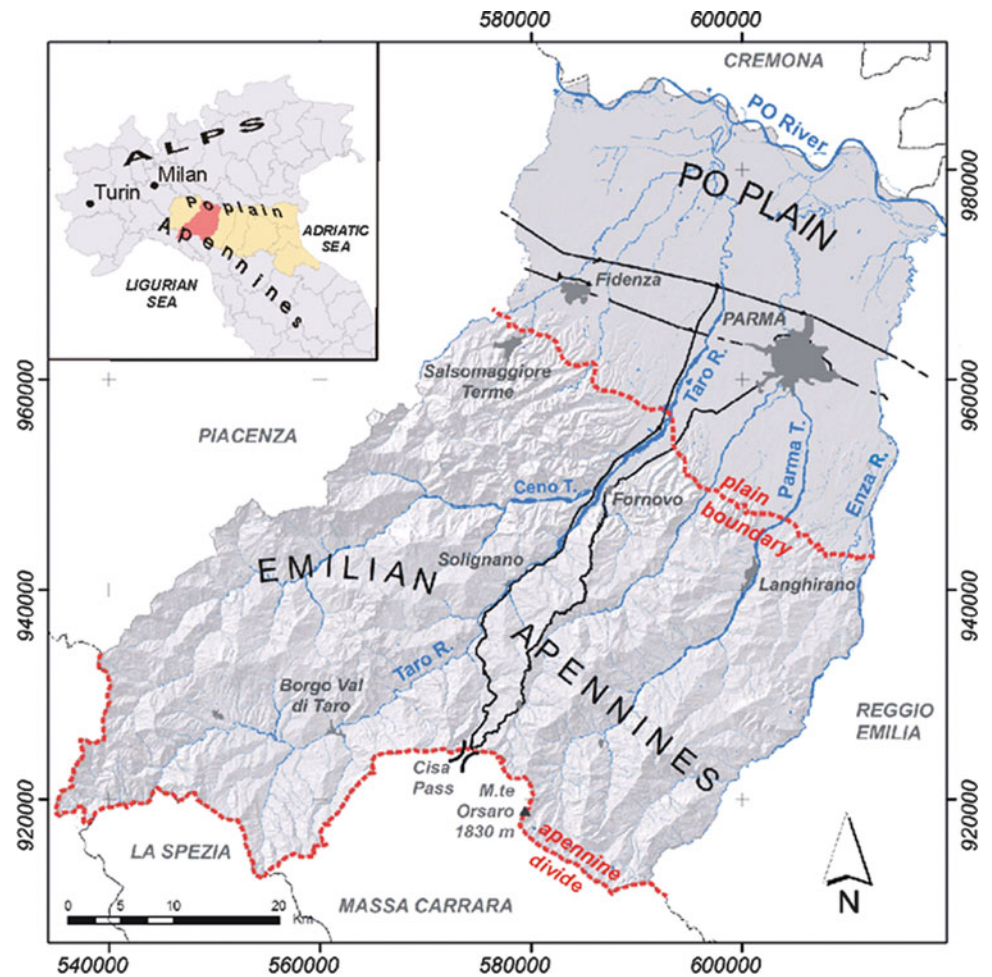 580000
600000
CREMONA
PO River
ALPS
Milan
Turin
Po plain
Apennines
ADRIATIC
SEA
LIGURIAN
SEA
PO PLAIN
980000
980000
Fidenza
PARMA
Taro R.
Salsomaggiore
Terme
960000
960000
PIACENZA
Ceno T.
Fornovo
Parma T.
Enza R.
plain
boundary
EMILIAN
Solignano
Langhirano
940000
940000
APENNINES
Taro R.
Borgo Val
di Taro
REGGIO
EMILIA
Cisa
Pass
M.te
Orsaro
1830 m
920000
920000
apennine
divide
LA SPEZIA
MASSA CARRARA
N
0 5 10 20
Km
540000
560000
580000
600000